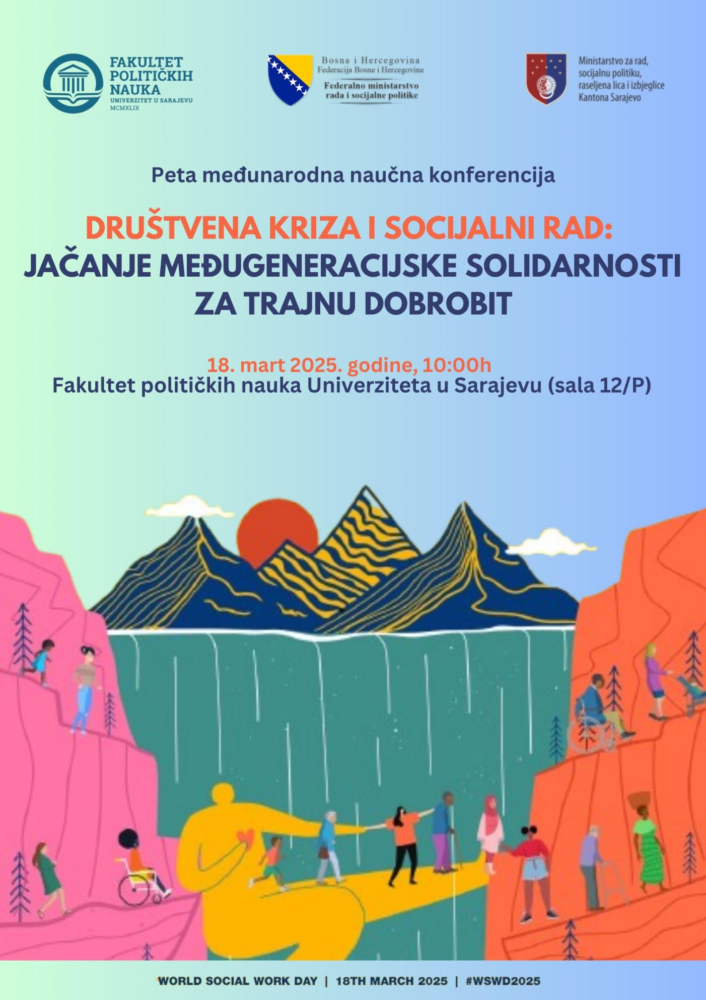 FAKULTET
POLITIČKIH
NAUKA
UNIVERZITET U SARAJEVU
MCMXLIX
Bosna i Hercegovina
Federacija Bosne i Hercegovine
Federalno ministarstvo
rada i socijalne politike
Ministarstvo za rad,
socijalnu politiku,
raseljena lica i izbjeglice
Kantona Sarajevo
Peta međunarodna naučna konferencija
DRUŠTVENA KRIZA I SOCIJALNI RAD:
JAČANJE MEĐUGENERACIJSKE SOLIDARNOSTI
ZA TRAJNU DOBROBIT
18. mart 2025. godine, 10:00h
Fakultet političkih nauka Univerziteta u Sarajevu (sala 12/P)
WORLD SOCIAL WORK DAY | 18TH MARCH 2025 | #WSWD2025